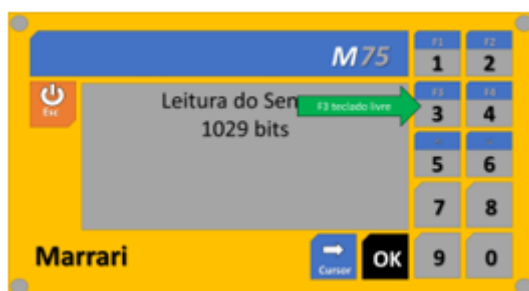 M75
F1 F2
1 2
Esc
Leitura do Sen
1029 bits
F3 teclado livre
F3 F4
3 4
5 6
7 8
Marrari
Cursor
OK
9 0